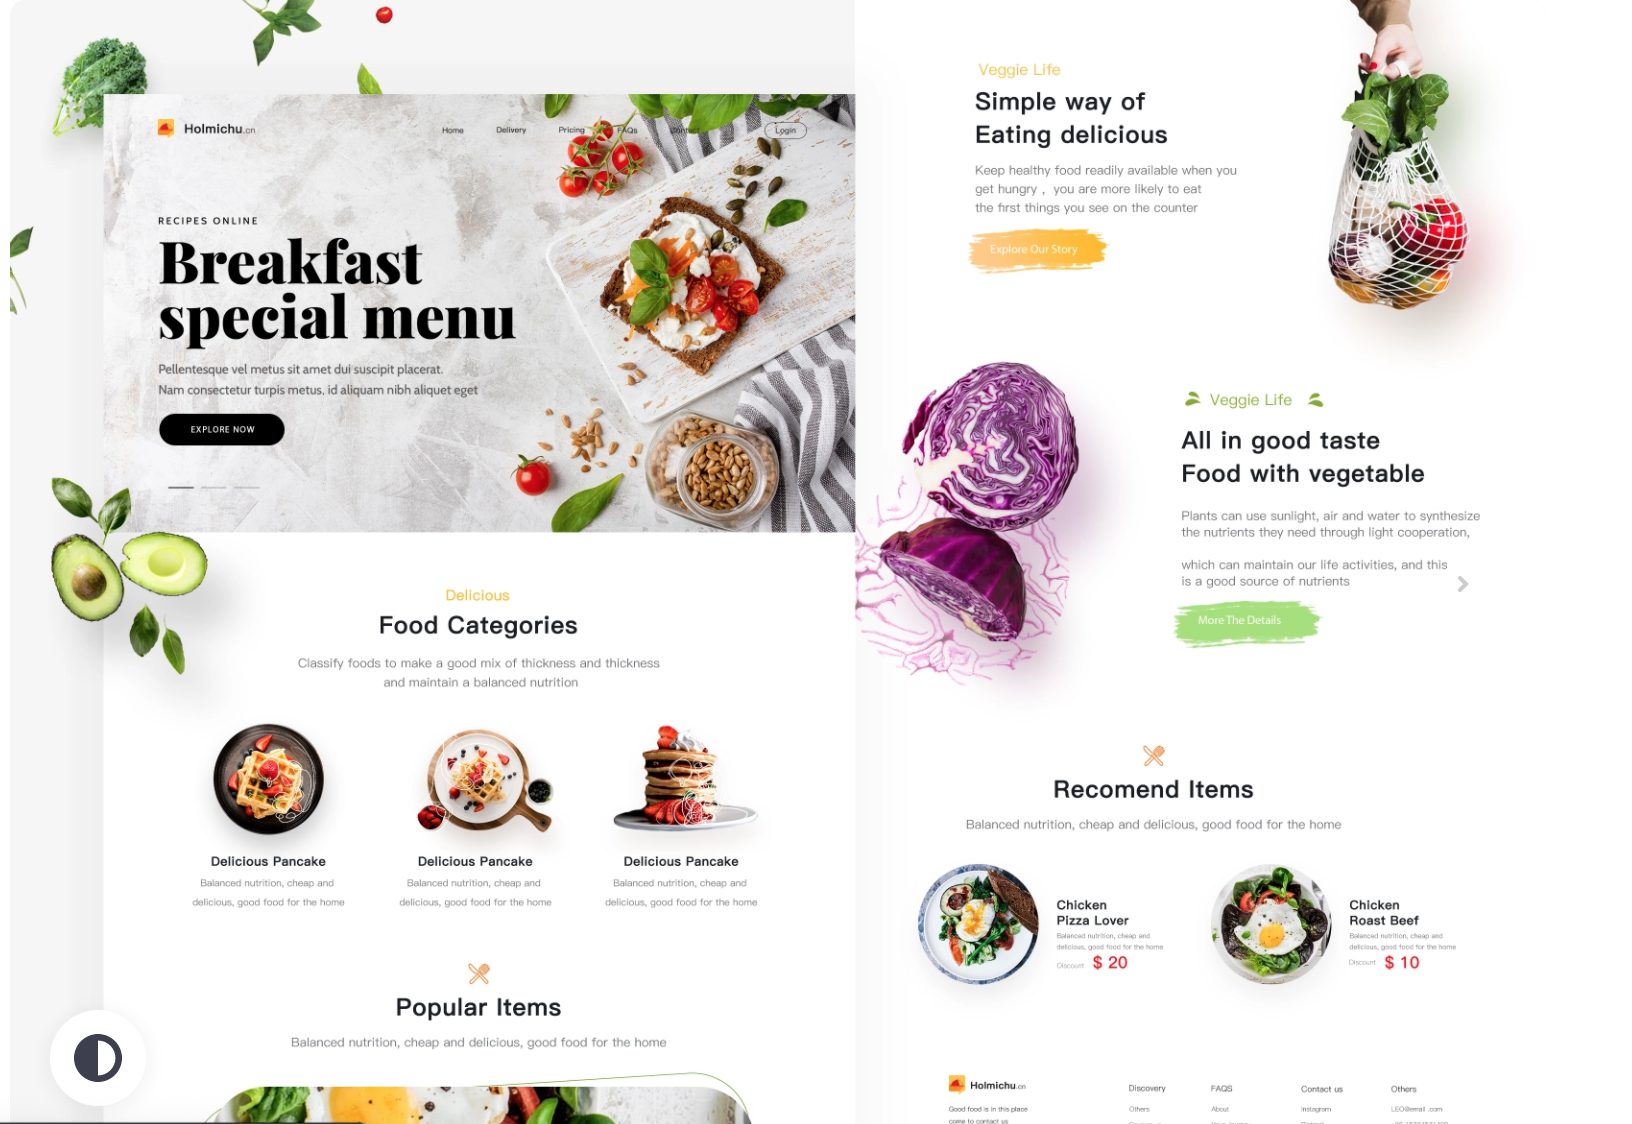 Holmichu.cn
Home
Delivery
Pricing
FAQs
Contact
Login
RECIPES ONLINE
Breakfast
special menu
Pellentesque vel metus sit amet dui suscipit placerat.
Nam consectetur turpis metus, id aliquam nibh aliquet eget
EXPLORE NOW
Delicious
Food Categories
Classify foods to make a good mix of thickness and thickness
and maintain a balanced nutrition
Delicious Pancake
Balanced nutrition, cheap and
delicious, good food for the home
Delicious Pancake
Balanced nutrition, cheap and
delicious, good food for the home
Delicious Pancake
Balanced nutrition, cheap and
delicious, good food for the home
Popular Items
Balanced nutrition, cheap and delicious, good food for the home
Veggie Life
Simple way of
Eating delicious
Keep healthy food readily available when you
get hungry , you are more likely to eat
the first things you see on the counter
Explore Our Story
Veggie Life
All in good taste
Food with vegetable
Plants can use sunlight, air and water to synthesize
the nutrients they need through light cooperation,
which can maintain our life activities, and this
is a good source of nutrients
More The Details
Recomend Items
Balanced nutrition, cheap and delicious, good food for the home
Chicken
Pizza Lover
Balanced nutrition, cheap and
delicious, good food for the home
Discount $ 20
Chicken
Roast Beef
Balanced nutrition, cheap and
delicious, good food for the home
Discount $ 10
Holmichu.cn
Good food is in this place
come to contact us
Discovery
Others
FAQS
About
Contact us
Instagram
Others
LEO@email .com